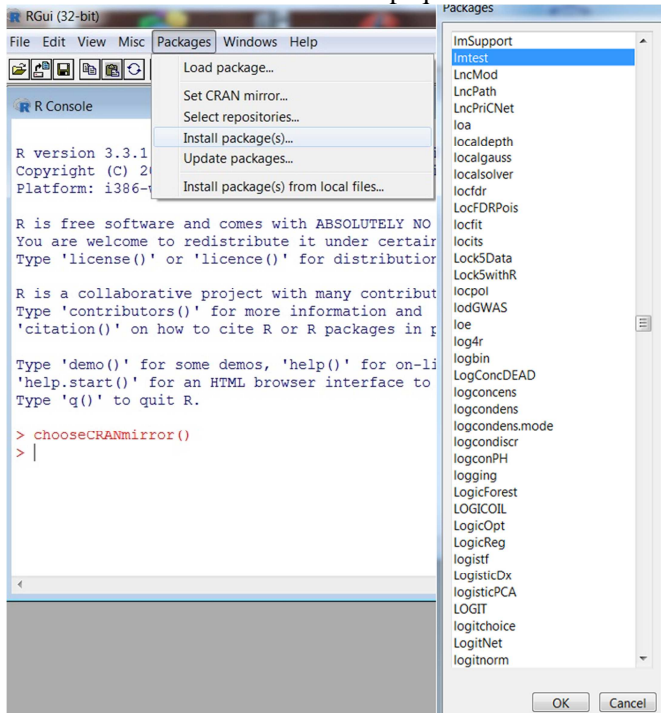 RGui (32-bit)
File Edit View Misc Packages Windows Help
Load package...
Set CRAN mirror...
Select repositories...
Install package(s)...
Update packages...
Install package(s) from local files...
R Console
R version 3.3.1
Copyright (C)
Platform: i386-
R is free software and comes with ABSOLUTELY NO
You are welcome to redistribute it under certain
Type 'license()' or 'licence()' for distribution
R is a collaborative project with many contribut
Type 'contributors()' for more information and
'citation()' on how to cite R or R packages in p
Type 'demo()' for some demos, 'help()' for on-li
'help.start()' for an HTML browser interface to
Type 'q()' to quit R.
> chooseCRANmirror()
>
Packages
lmSupport
lmtest
LncMod
LncPath
LncPriCNet
loa
localdepth
localgauss
localsolver
locfdr
LocFDRPois
locfit
locits
Lock5Data
Lock5withR
locpol
lodGWAS
loe
log4r
logbin
LogConcDEAD
logconcens
logcondens
logcondens.mode
logcondiscr
logconPH
logging
LogicForest
LOGICOIL
LogicOpt
LogicReg
logistf
LogisticDx
logisticPCA
LOGIT
logitchoice
LogitNet
logitnorm
OK Cancel